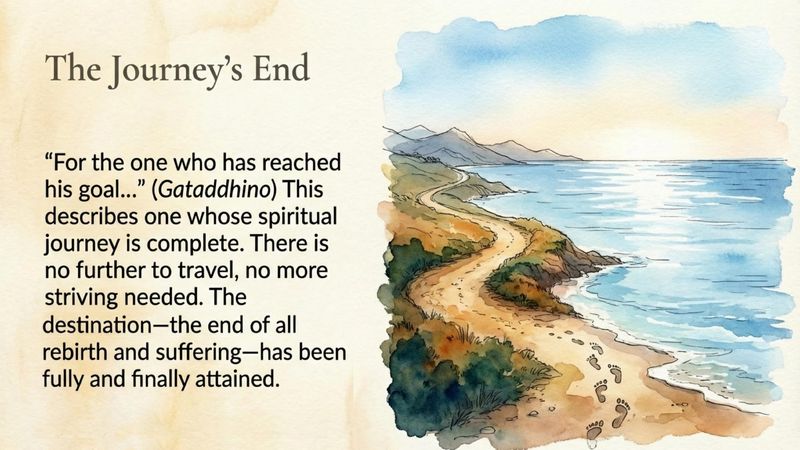 The Journey’s End
“For the one who has reached
his goal...” (Gataddhino) This
describes one whose spiritual
journey is complete. There is
no further to travel, no more
striving needed. The
destination—the end of all
rebirth and suffering—has been
fully and finally attained.